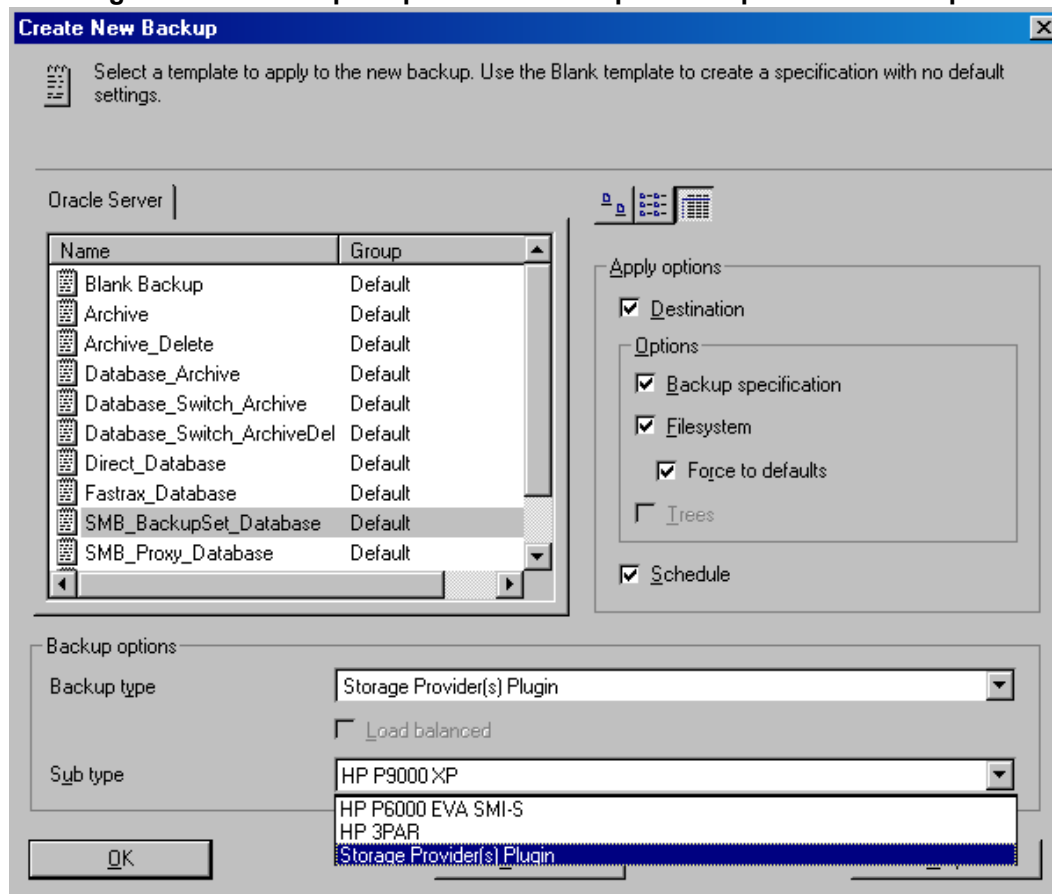 Create New Backup
Select a template to apply to the new backup. Use the Blank template to create a specification with no default
settings.
Oracle Server
Name Group
Blank Backup Default
Archive Default
Archive_Delete Default
Database_Archive Default
Database_Switch_Archive Default
Database_Switch_ArchiveDel Default
Direct_Database Default
Fastrax_Database Default
SMB_BackupSet_Database Default
SMB_Proxy_Database Default
Apply options
Destination
Options
Backup specification
Filesystem
Force to defaults
Trees
Schedule
Backup options
Backup type Storage Provider(s) Plugin
Load balanced
Sub type HP P9000 XP
HP P6000 EVA SMI-S
HP 3PAR
Storage Provider(s) Plugin
OK